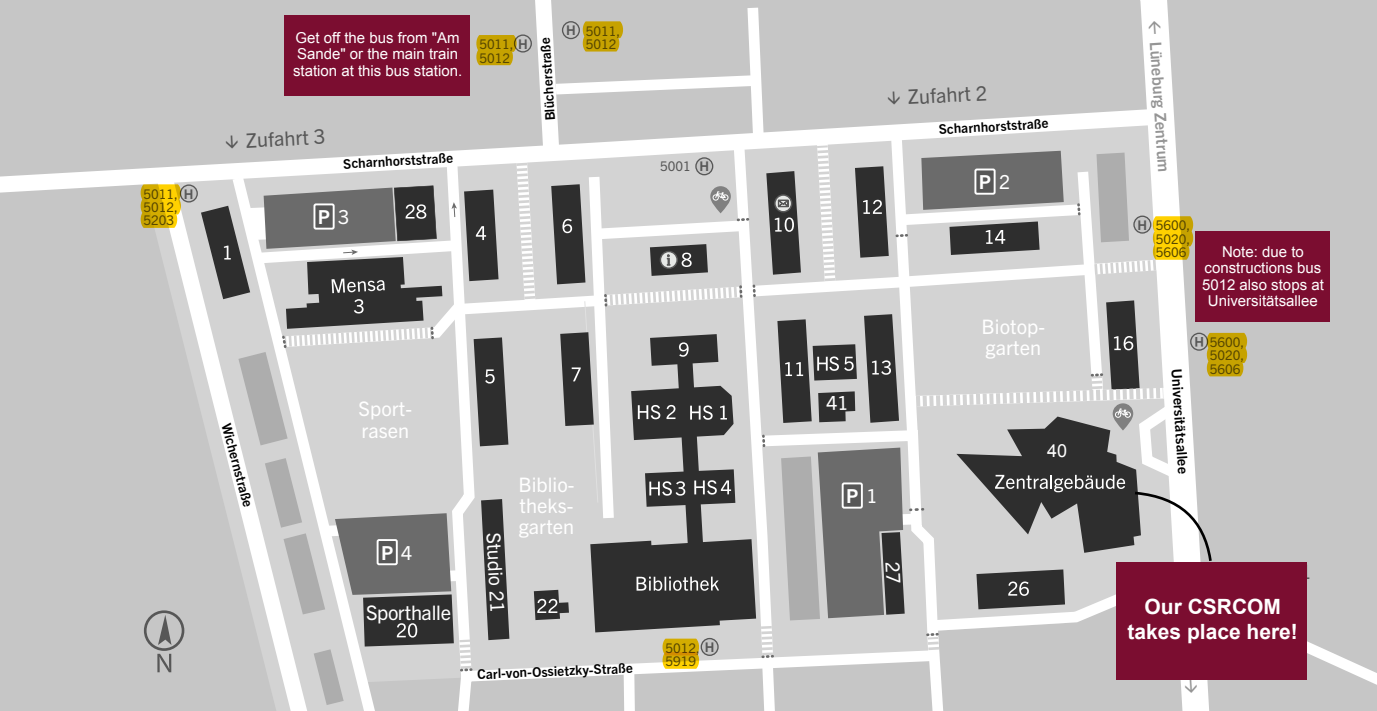 Get off the bus from "Am
Sande" or the main train
station at this bus station.
5011,
5012
H
H
5011,
5012
Blücherstraße
↑ Lüneburg Zentrum
↓ Zufahrt 3
↓ Zufahrt 2
Scharnhorststraße
Scharnhorststraße
5011,
5012,
5203
H
5001 H
1
P 3
28
4
6
10
12
P 2
14
i 8
Mensa
3
H
5600,
5020,
5606
Note: due to
constructions bus
5012 also stops at
Universitätsallee
H
5600,
5020,
5606
5
7
9
HS 2
HS 1
HS 3
HS 4
11
HS 5
41
13
Biotop-
garten
16
Sport-
rasen
Wichernstraße
Universitätsallee
40
Zentralgebäude
Biblio-
theks-
garten
P 1
P 4
Studio 21
27
Sporthalle
20
22
Bibliothek
26
Our CSRCOM
takes place here!
N
5012,
5919
H
Carl-von-Ossietzky-Straße